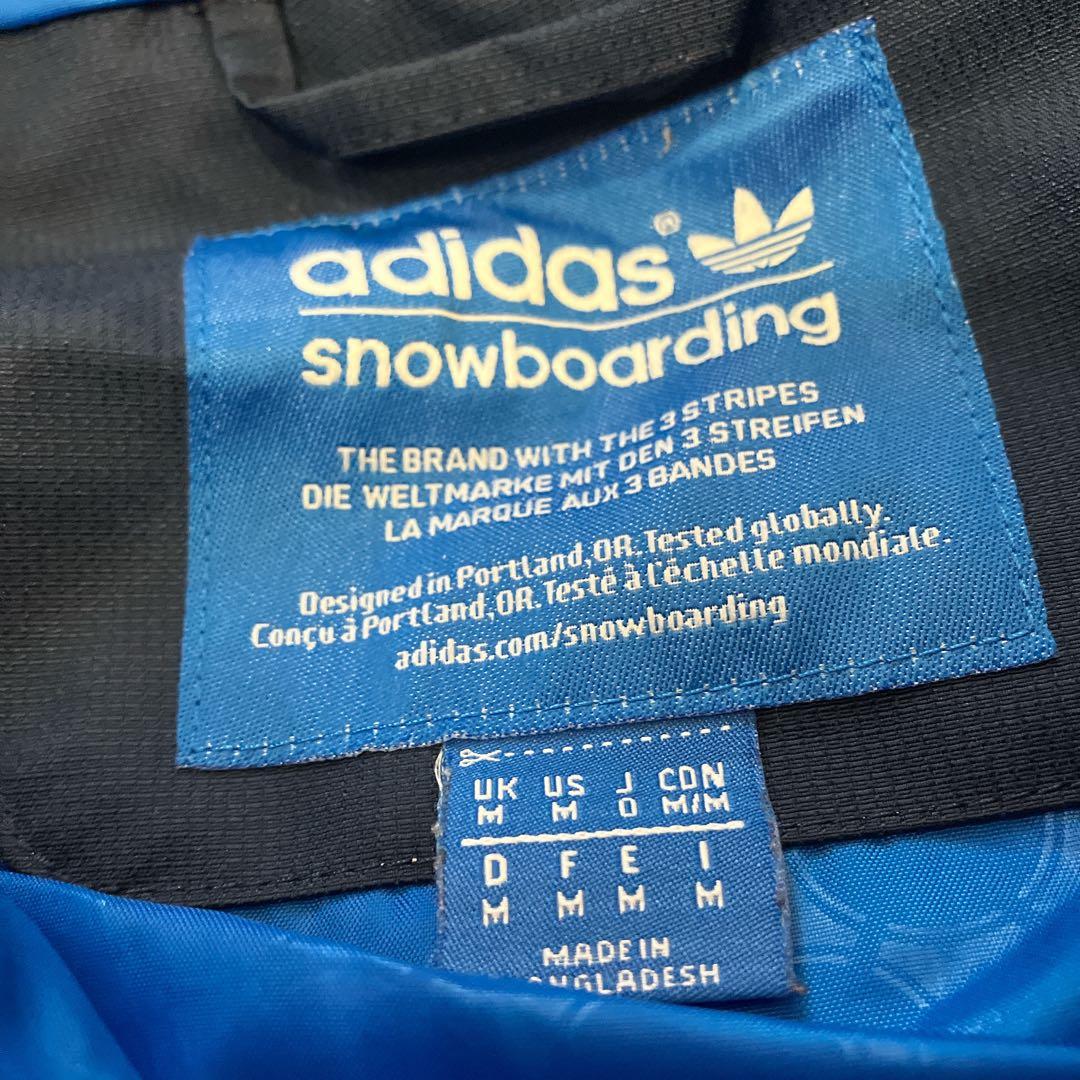 adidas®
snowboarding
THE BRAND WITH THE 3 STRIPES
DIE WELTMARKE MIT DEN 3 STREIFEN
LA MARQUE AUX 3 BANDES
Designed in Portland, OR. Tested globally.
Conçu à Portland, OR. Testé à l'échelle mondiale.
adidas.com/snowboarding
UK US J CDN
M M O M/M
D F E I
M M M M
MADE IN